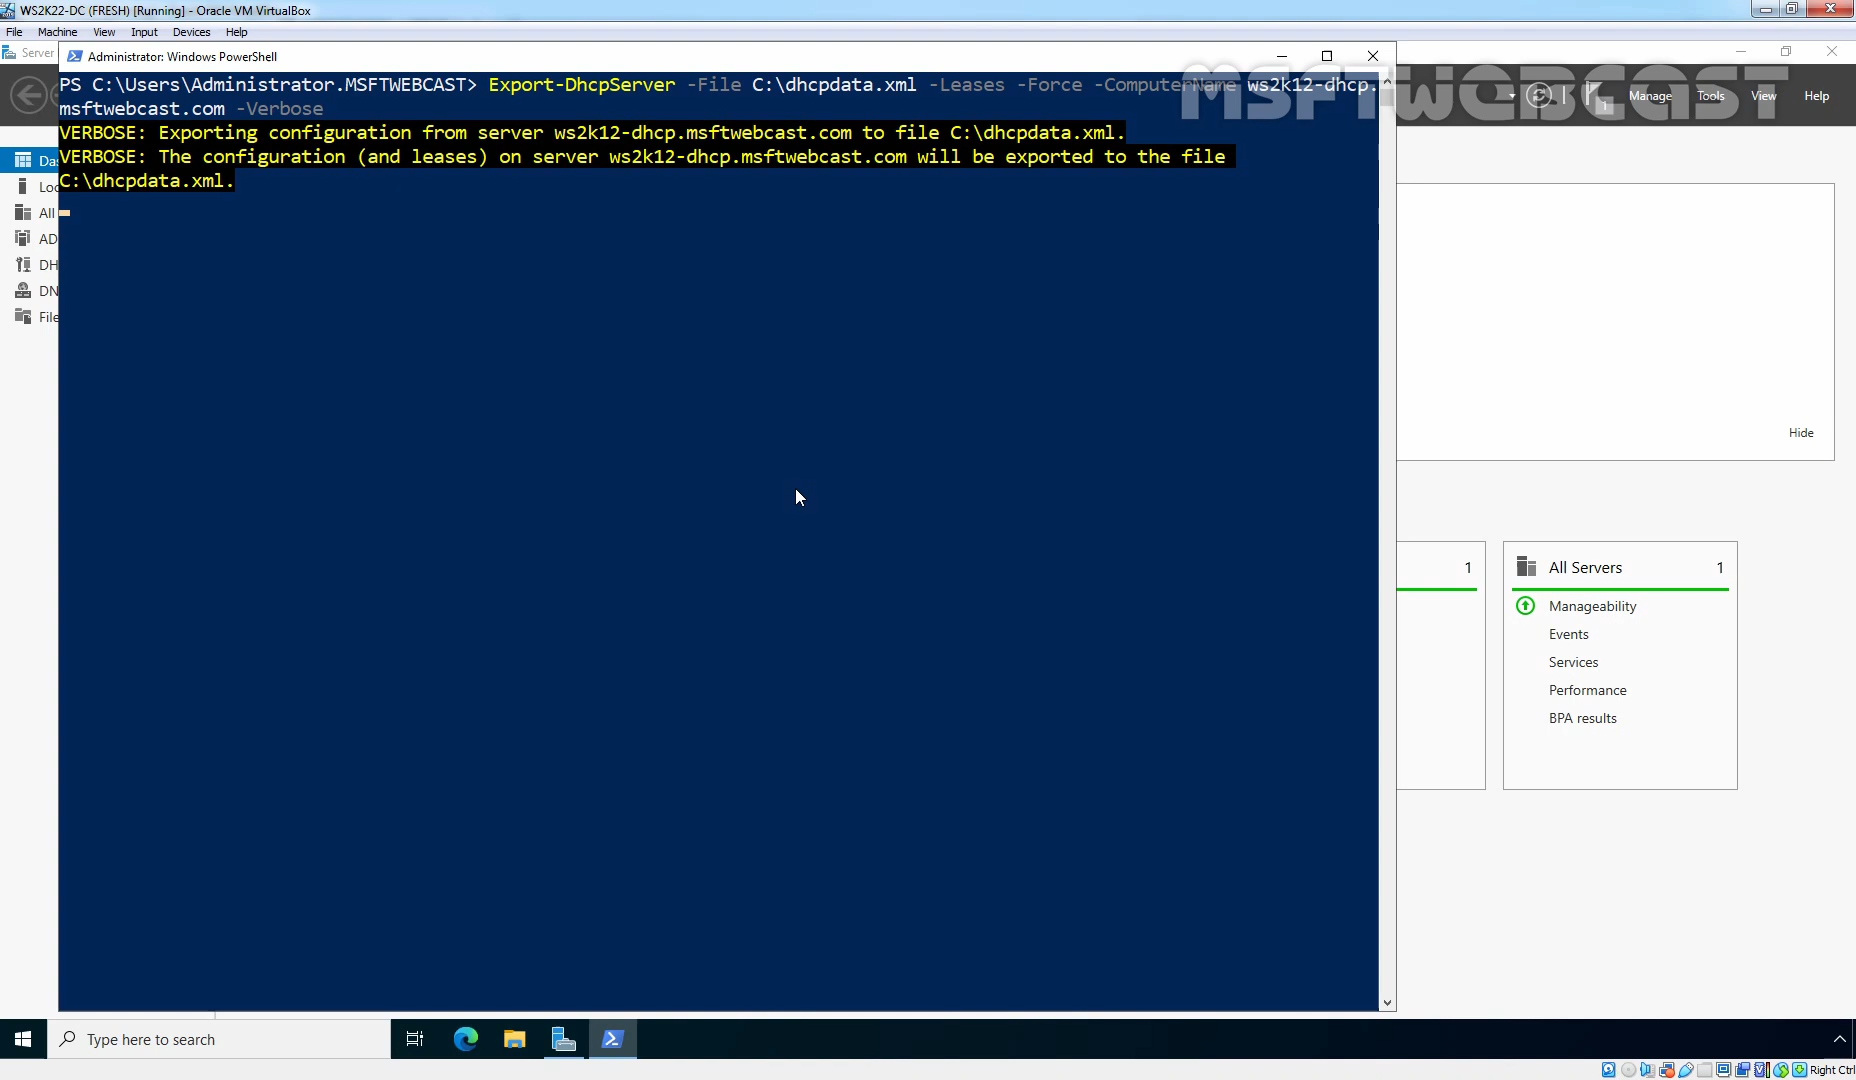 WS2K22-DC (FRESH) [Running] - Oracle VM VirtualBox
File Machine View Input Devices Help
Server
Administrator: Windows PowerShell
PS C:\Users\Administrator.MSFTWEBCAST> Export-DhcpServer -File C:\dhcpdata.xml -Leases -Force -ComputerName ws2k12-dhcp.
msftwebcast.com -Verbose
VERBOSE: Exporting configuration from server ws2k12-dhcp.msftwebcast.com to file C:\dhcpdata.xml.
VERBOSE: The configuration (and leases) on server ws2k12-dhcp.msftwebcast.com will be exported to the file
C:\dhcpdata.xml.
MSFTWEBCAST
1
Manage Tools View Help
Da
Loc
All
AD
DH
DN
File
Hide
1
All Servers 1
Manageability
Events
Services
Performance
BPA results
Type here to search
Right Ctrl